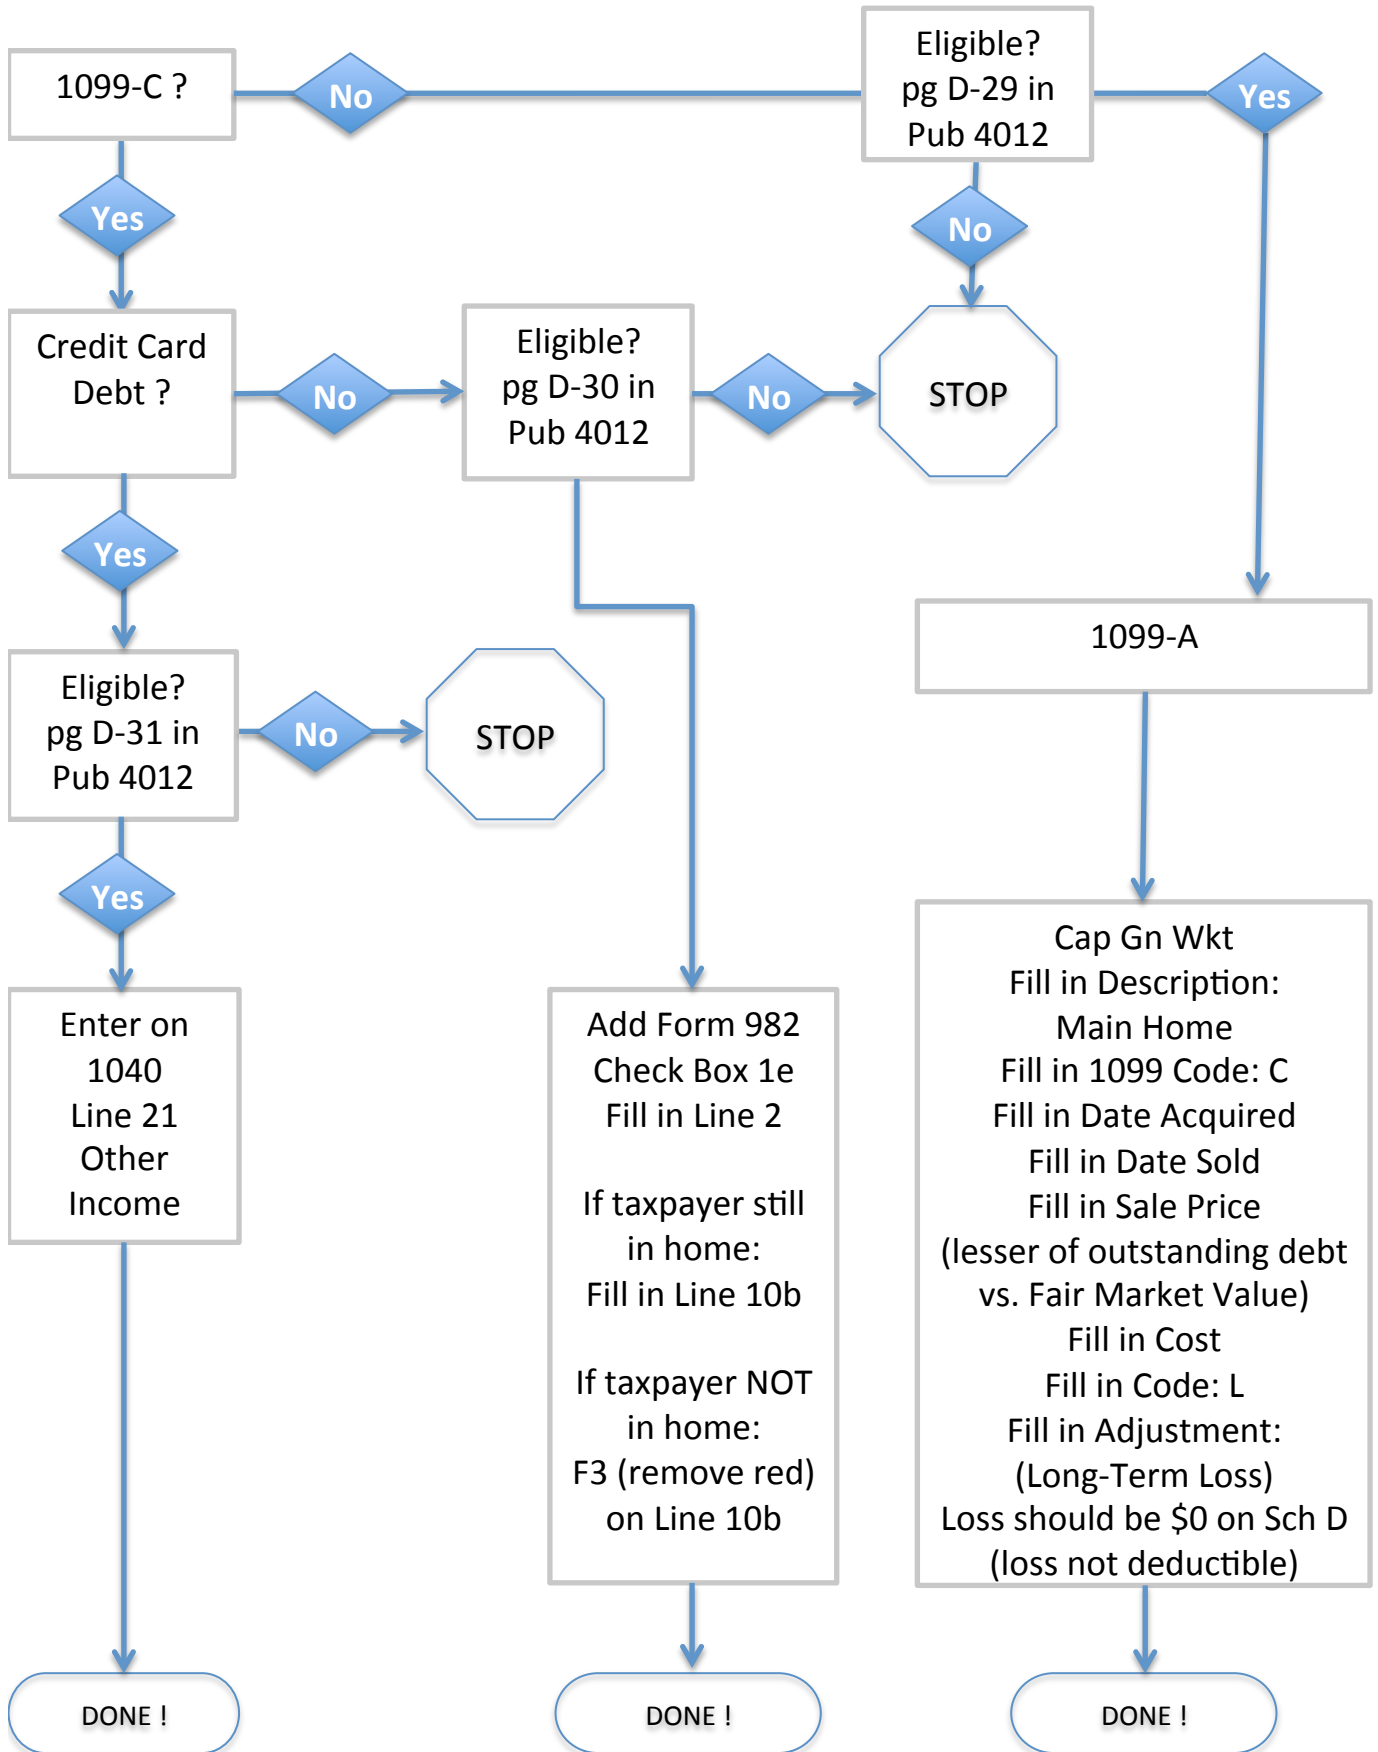 1099-C ?
No
Eligible?
pg D-29 in
Pub 4012
Yes
Yes
No
Credit Card
Debt ?
No
Eligible?
pg D-30 in
Pub 4012
No
STOP
Yes
1099-A
Eligible?
pg D-31 in
Pub 4012
No
STOP
Yes
Enter on
1040
Line 21
Other
Income
Add Form 982
Check Box 1e
Fill in Line 2
If taxpayer still
in home:
Fill in Line 10b
If taxpayer NOT
in home:
F3 (remove red)
on Line 10b
Cap Gn Wkt
Fill in Description:
Main Home
Fill in 1099 Code: C
Fill in Date Acquired
Fill in Date Sold
Fill in Sale Price
(lesser of outstanding debt
vs. Fair Market Value)
Fill in Cost
Fill in Code: L
Fill in Adjustment:
(Long-Term Loss)
Loss should be $0 on Sch D
(loss not deductible)
DONE !
DONE !
DONE !